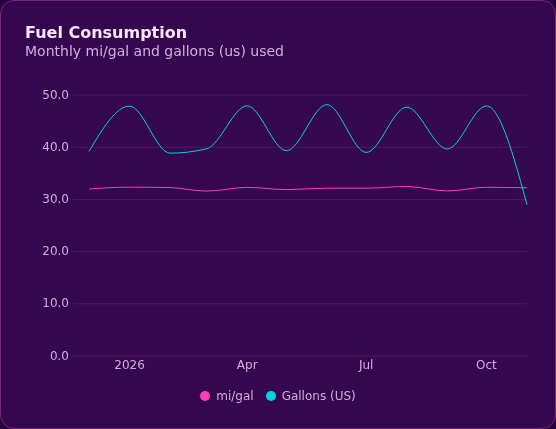 Fuel Consumption
Monthly mi/gal and gallons (us) used
50.0
40.0
30.0
20.0
10.0
0.0
2026 Apr Jul Oct
mi/gal Gallons (US)